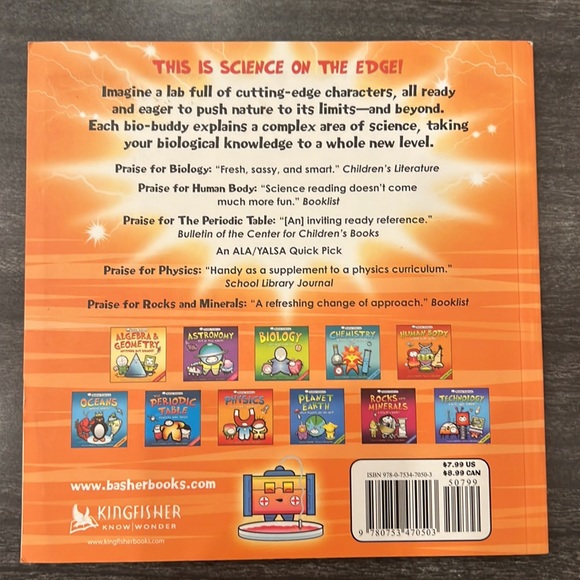 THIS IS SCIENCE ON THE EDGE!
Imagine a lab full of cutting-edge characters, all ready
and eager to push nature to its limits—and beyond.
Each bio-buddy explains a complex area of science, taking
your biological knowledge to a whole new level.
Praise for Biology: "Fresh, sassy, and smart." Children's Literature
Praise for Human Body: "Science reading doesn't come
much more fun." Booklist
Praise for The Periodic Table: "[An] inviting ready reference."
Bulletin of the Center for Children's Books
An ALA/YALSA Quick Pick
Praise for Physics: "Handy as a supplement to a physics curriculum."
School Library Journal
Praise for Rocks and Minerals: "A refreshing change of approach." Booklist
ALGEBRA &
GEOMETRY
ASTRONOMY
BIOLOGY
CHEMISTRY
HUMAN BODY
OCEANS
PERIODIC
TABLE
PHYSICS
PLANET
EARTH
ROCKS AND
MINERALS
TECHNOLOGY
www.basherbooks.com
KINGFISHER
KNOW | WONDER
www.kingfisherbooks.com
ISBN 978-0-7534-7050-3
$7.99 US
$8.99 CAN
50799
9 780753 470503